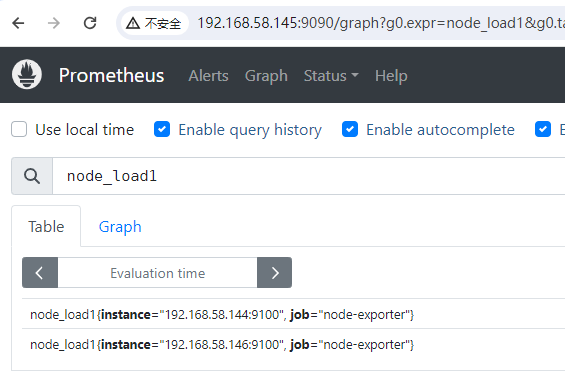 不安全 192.168.58.145:9090/graph?g0.expr=node_load1&g0.ta
Prometheus Alerts Graph Status Help
Use local time Enable query history Enable autocomplete
node_load1
Table Graph
Evaluation time
node_load1{instance="192.168.58.144:9100", job="node-exporter"}
node_load1{instance="192.168.58.146:9100", job="node-exporter"}